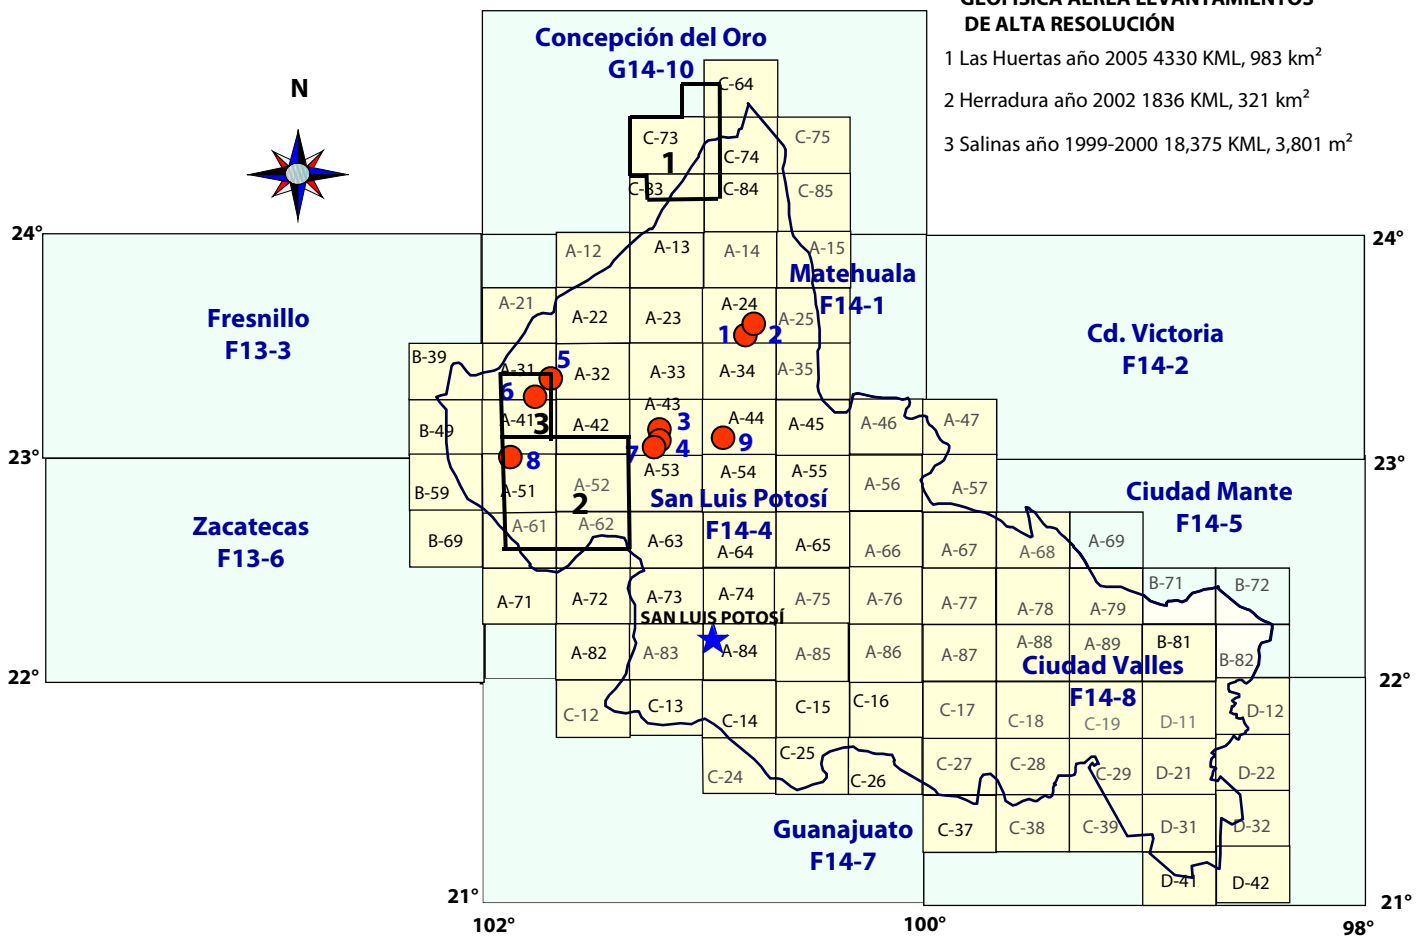 GEOFISICA AEREA LEVANTAMIENTOS
DE ALTA RESOLUCIÓN
1 Las Huertas año 2005 4330 KML, 983 km²
2 Herradura año 2002 1836 KML, 321 km²
3 Salinas año 1999-2000 18,375 KML, 3,801 m²
N
Concepción del Oro
G14-10
C-64
C-73
1
C-74
C-75
C-83
C-84
C-85
24°
24°
A-12
A-13
A-14
A-15
Matehuala
F14-1
Fresnillo
F13-3
A-21
A-22
A-23
A-24
A-25
1
2
Cd. Victoria
F14-2
B-39
A-31
5
A-32
A-33
A-34
A-35
6
B-49
A-41
3
A-42
A-43
3
4
7
A-44
9
A-45
A-46
A-47
23°
23°
8
B-59
A-51
A-52
2
A-53
A-54
A-55
A-56
A-57
San Luis Potosí
F14-4
Ciudad Mante
F14-5
Zacatecas
F13-6
B-69
A-61
A-62
A-63
A-64
A-65
A-66
A-67
A-68
A-69
A-71
A-72
A-73
A-74
A-75
A-76
A-77
A-78
A-79
B-71
B-72
SAN LUIS POTOSÍ
A-82
A-83
A-84
A-85
A-86
A-87
A-88
A-89
B-81
B-82
Ciudad Valles
F14-8
22°
22°
C-12
C-13
C-14
C-15
C-16
C-17
C-18
C-19
D-11
D-12
C-24
C-25
C-26
C-27
C-28
C-29
D-21
D-22
Guanajuato
F14-7
C-37
C-38
C-39
D-31
D-32
D-41
D-42
21°
21°
102°
100°
98°